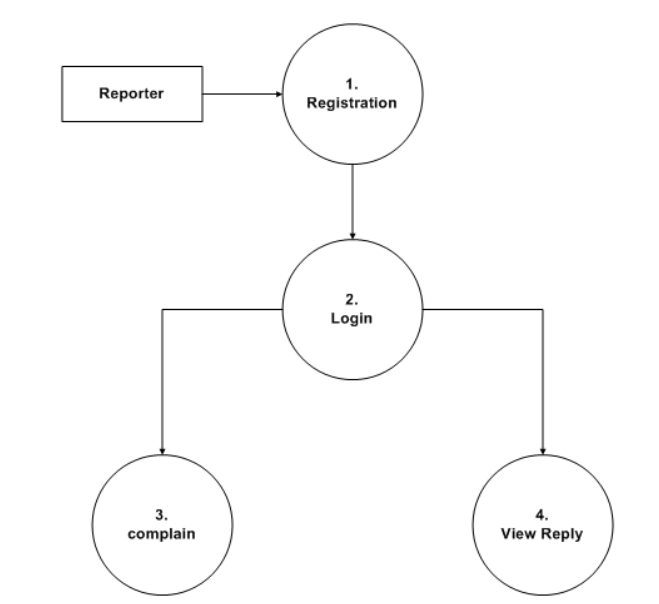 Reporter
1.
Registration
2.
Login
3.
complain
4.
View Reply